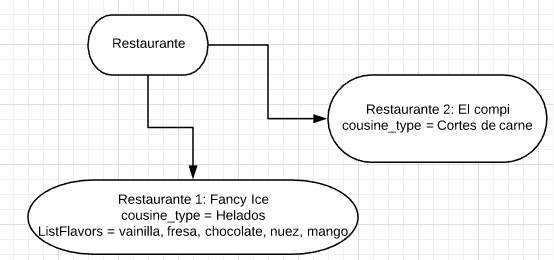 Restaurante
Restaurante 2: El compi
cousine_type = Cortes de carne
Restaurante 1: Fancy Ice
cousine_type = Helados
ListFlavors = vainilla, fresa, chocolate, nuez, mango